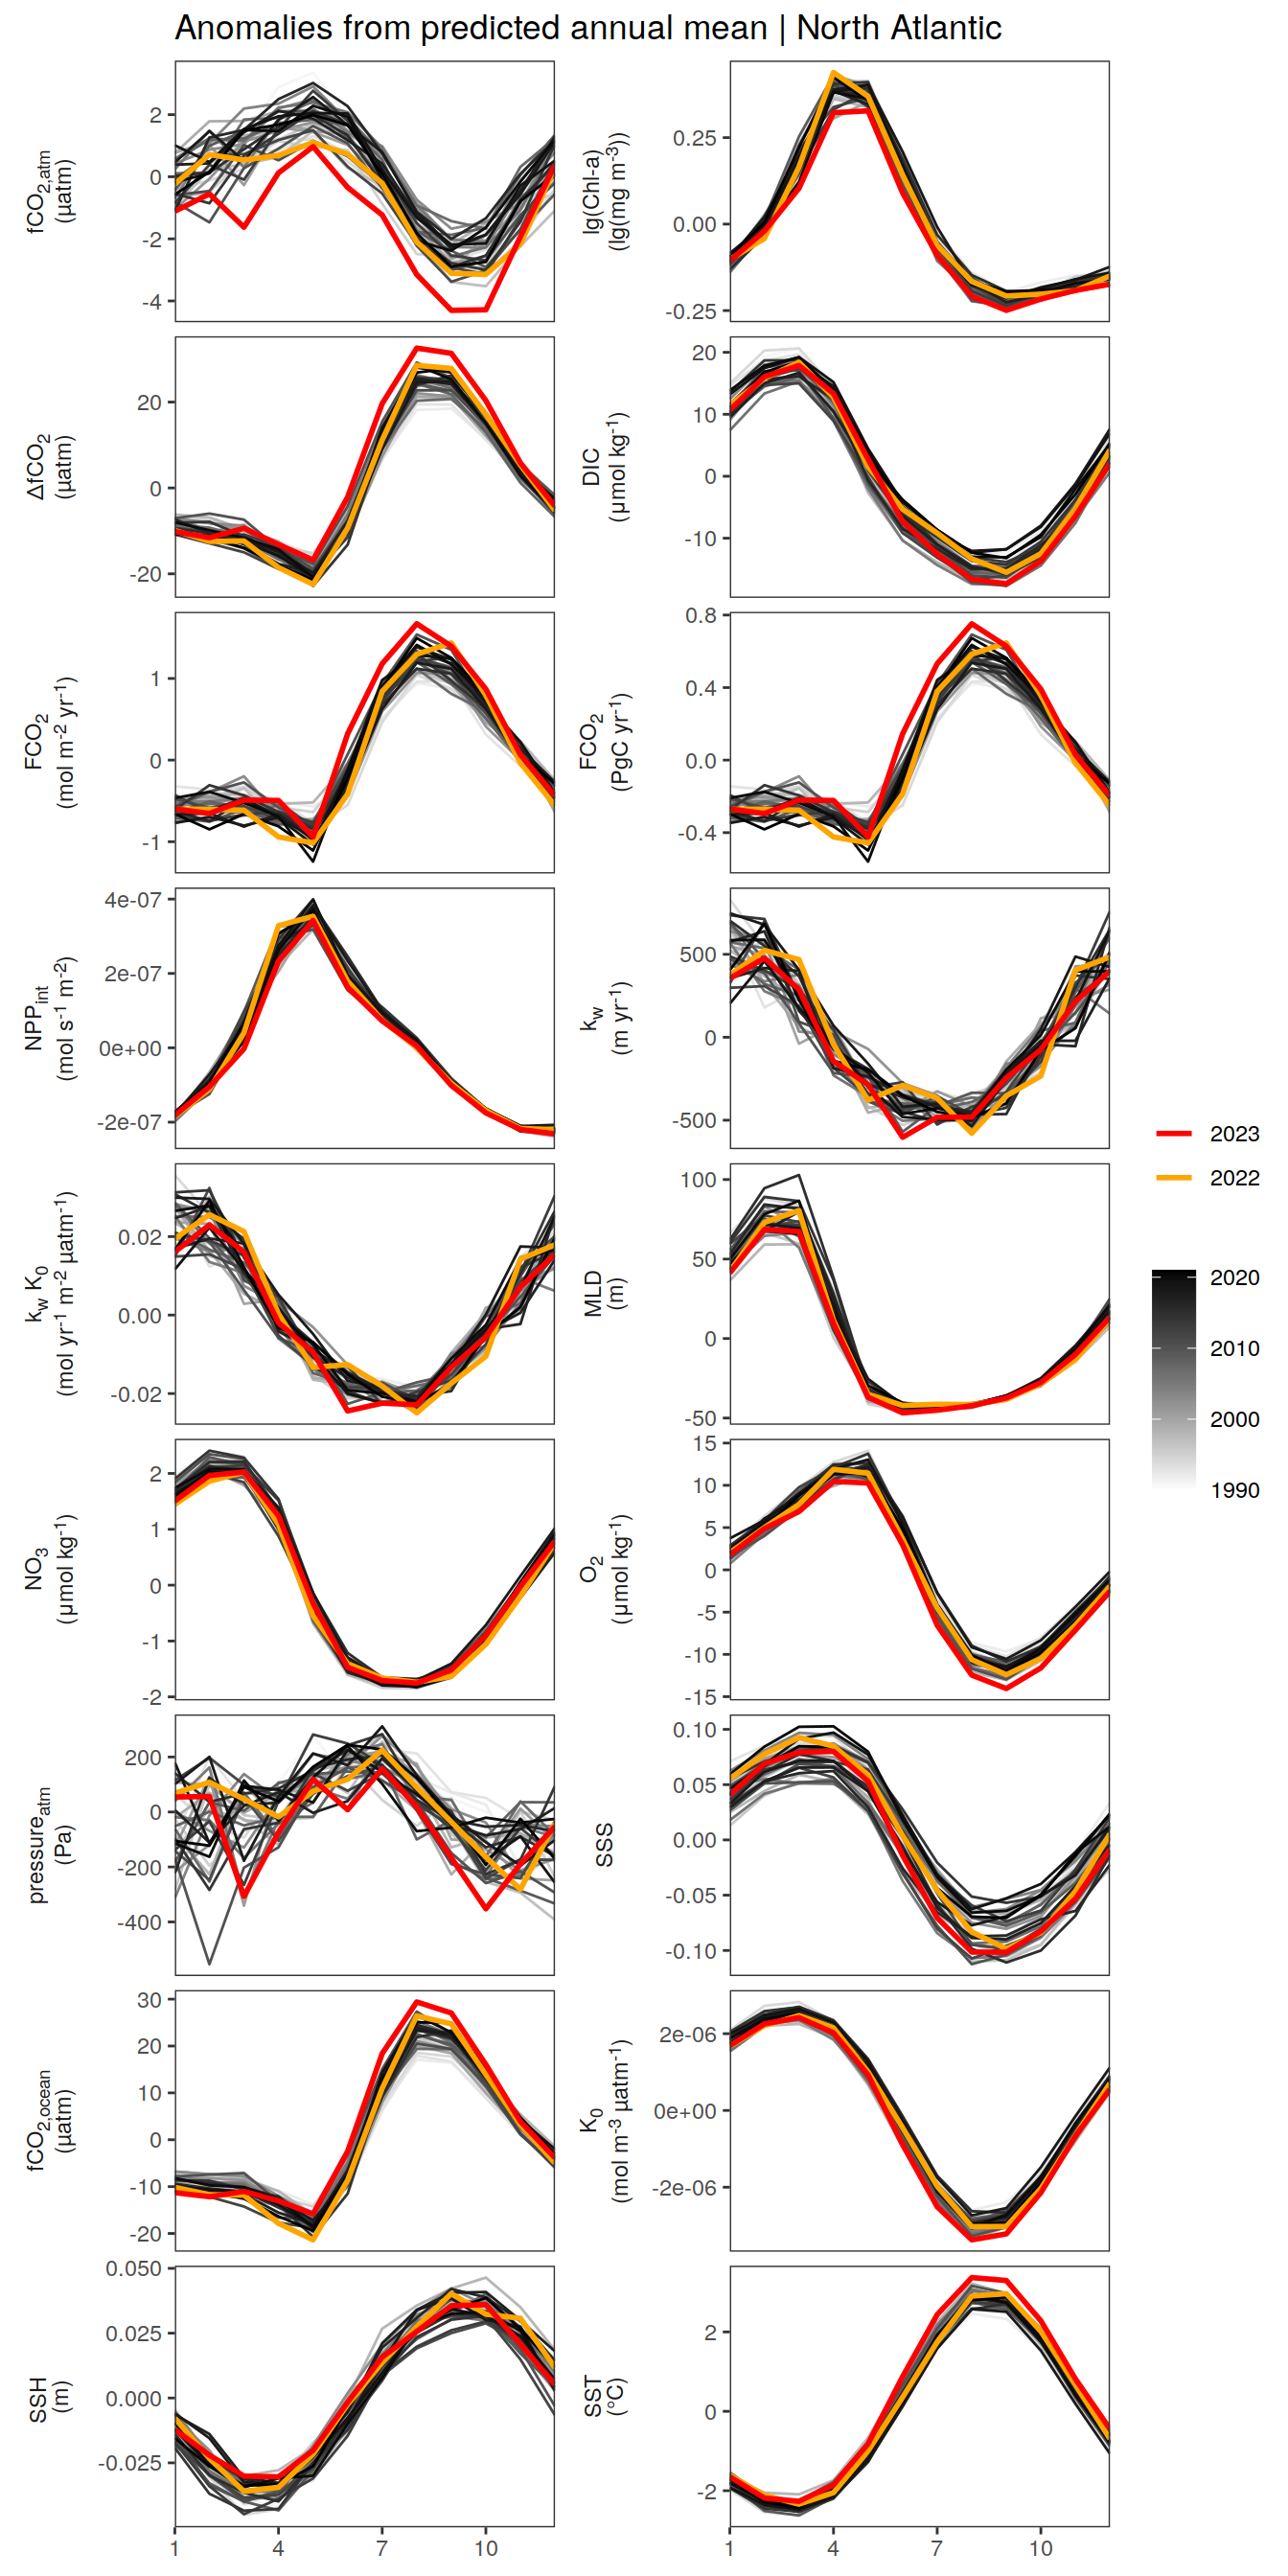 Anomalies from predicted annual mean | North Atlantic
fCO2,atm
(µatm)
2
0
-2
-4
lg(Chl-a)
(lg(mg m-3))
0.25
0.00
-0.25
ΔfCO2
(µatm)
20
0
-20
DIC
(µmol kg-1)
20
10
0
-10
FCO2
(mol m-2 yr-1)
1
0
-1
FCO2
(PgC yr-1)
0.8
0.4
0.0
-0.4
NPPint
(mol s-1 m-2)
4e-07
2e-07
0e+00
-2e-07
kw
(m yr-1)
500
0
-500
kw K0
(mol yr-1 m-2 µatm-1)
0.02
0.00
-0.02
MLD
(m)
100
50
0
-50
NO3
(µmol kg-1)
2
1
0
-1
-2
O2
(µmol kg-1)
15
10
5
0
-5
-10
-15
pressureatm
(Pa)
200
0
-200
-400
SSS
0.10
0.05
0.00
-0.05
-0.10
fCO2,ocean
(µatm)
30
20
10
0
-10
-20
K0
(mol m-3 µatm-1)
2e-06
0e+00
-2e-06
SSH
(m)
0.050
0.025
0.000
-0.025
1 4 7 10
SST
(°C)
2
0
-2
1 4 7 10
2023
2022
2020
2010
2000
1990